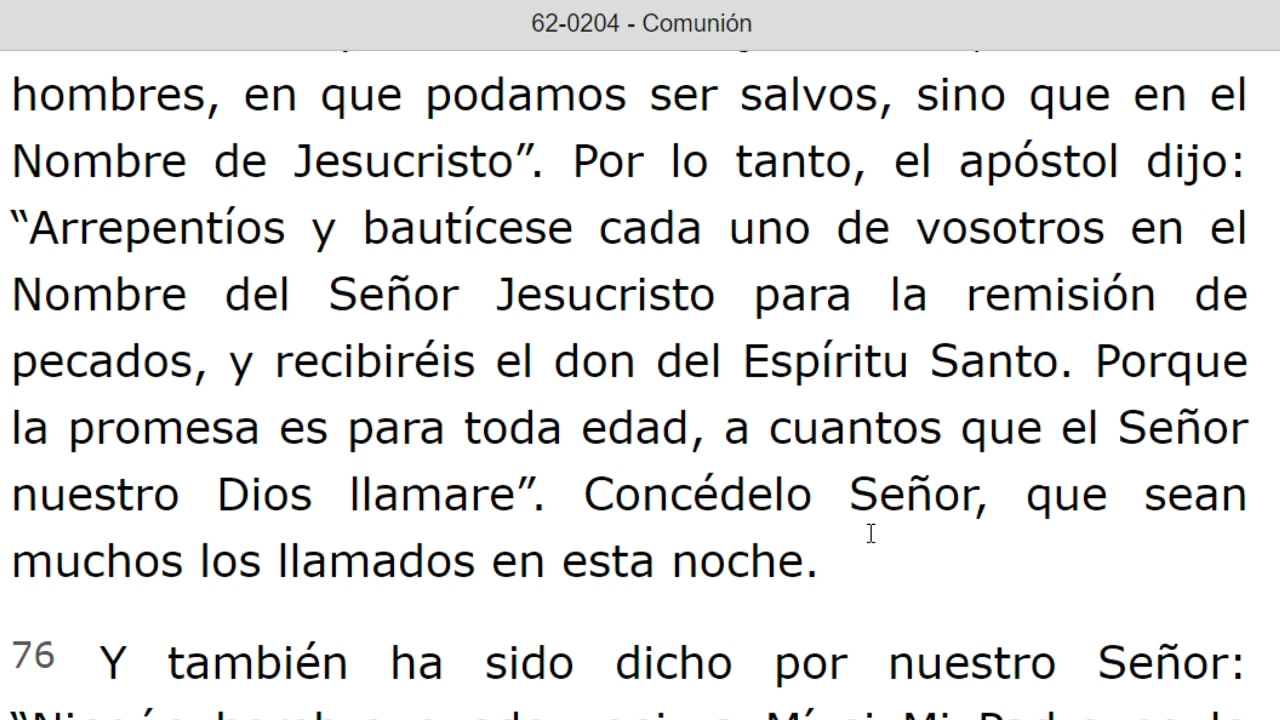 62-0204 - Comunión
hombres, en que podamos ser salvos, sino que en el
Nombre de Jesucristo”. Por lo tanto, el apóstol dijo:
“Arrepentíos y bautícese cada uno de vosotros en el
Nombre del Señor Jesucristo para la remisión de
pecados, y recibiréis el don del Espíritu Santo. Porque
la promesa es para toda edad, a cuantos que el Señor
nuestro Dios llamare”. Concédelo Señor, que sean
muchos los llamados en esta noche.
76 Y también ha sido dicho por nuestro Señor: